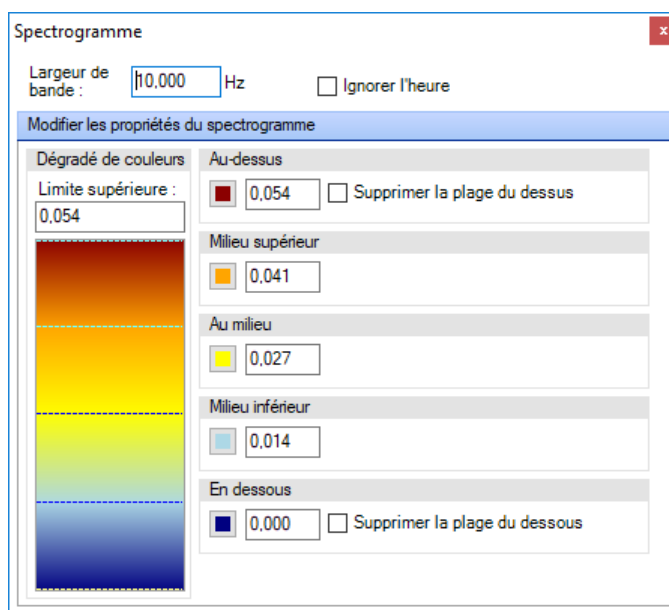 Spectrogramme
x
Largeur de
bande :
10,000 Hz
Ignorer l'heure
Modifier les propriétés du spectrogramme
Dégradé de couleurs
Limite supérieure :
0,054
Au-dessus
0,054 Supprimer la plage du dessus
Milieu supérieur
0,041
Au milieu
0,027
Milieu inférieur
0,014
En dessous
0,000 Supprimer la plage du dessous